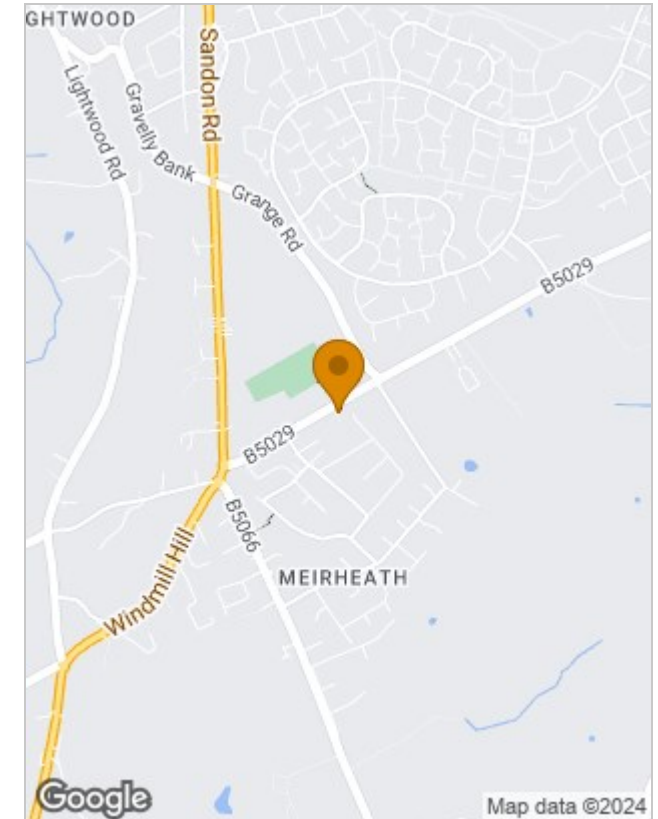 GHTWOOD
Sandon Rd
Lightwood Rd
Gravelly Bank
Grange Rd
B5029
B5029
B5066
MEIRHEATH
Windmill Hill
Google
Map data ©2024